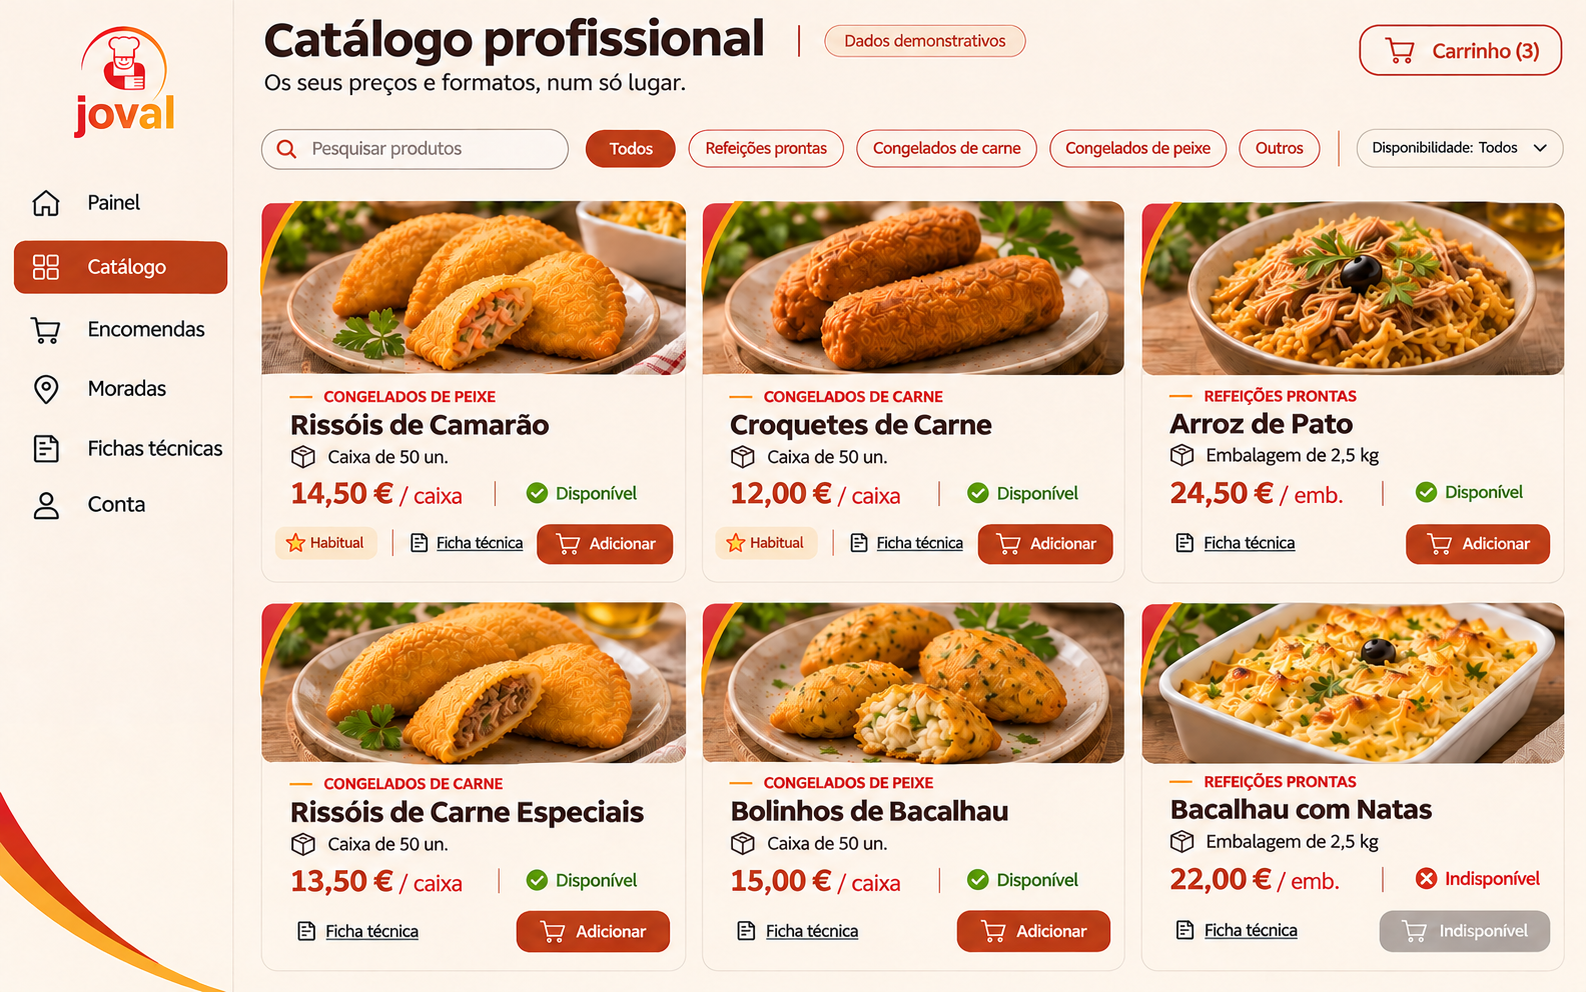 joval
Painel
Catálogo
Encomendas
Moradas
Fichas técnicas
Conta
Catálogo profissional
Dados demonstrativos
Carrinho (3)
Os seus preços e formatos, num só lugar.
Pesquisar produtos
Todos
Refeições prontas
Congelados de carne
Congelados de peixe
Outros
Disponibilidade: Todos
CONGELADOS DE PEIXE
Rissóis de Camarão
Caixa de 50 un.
14,50 € / caixa
Disponível
Habitual
Ficha técnica
Adicionar
CONGELADOS DE CARNE
Croquetes de Carne
Caixa de 50 un.
12,00 € / caixa
Disponível
Habitual
Ficha técnica
Adicionar
REFEIÇÕES PRONTAS
Arroz de Pato
Embalagem de 2,5 kg
24,50 € / emb.
Disponível
Ficha técnica
Adicionar
CONGELADOS DE CARNE
Rissóis de Carne Especiais
Caixa de 50 un.
13,50 € / caixa
Disponível
Ficha técnica
Adicionar
CONGELADOS DE PEIXE
Bolinhos de Bacalhau
Caixa de 50 un.
15,00 € / caixa
Disponível
Ficha técnica
Adicionar
REFEIÇÕES PRONTAS
Bacalhau com Natas
Embalagem de 2,5 kg
22,00 € / emb.
Indisponível
Ficha técnica
Indisponível